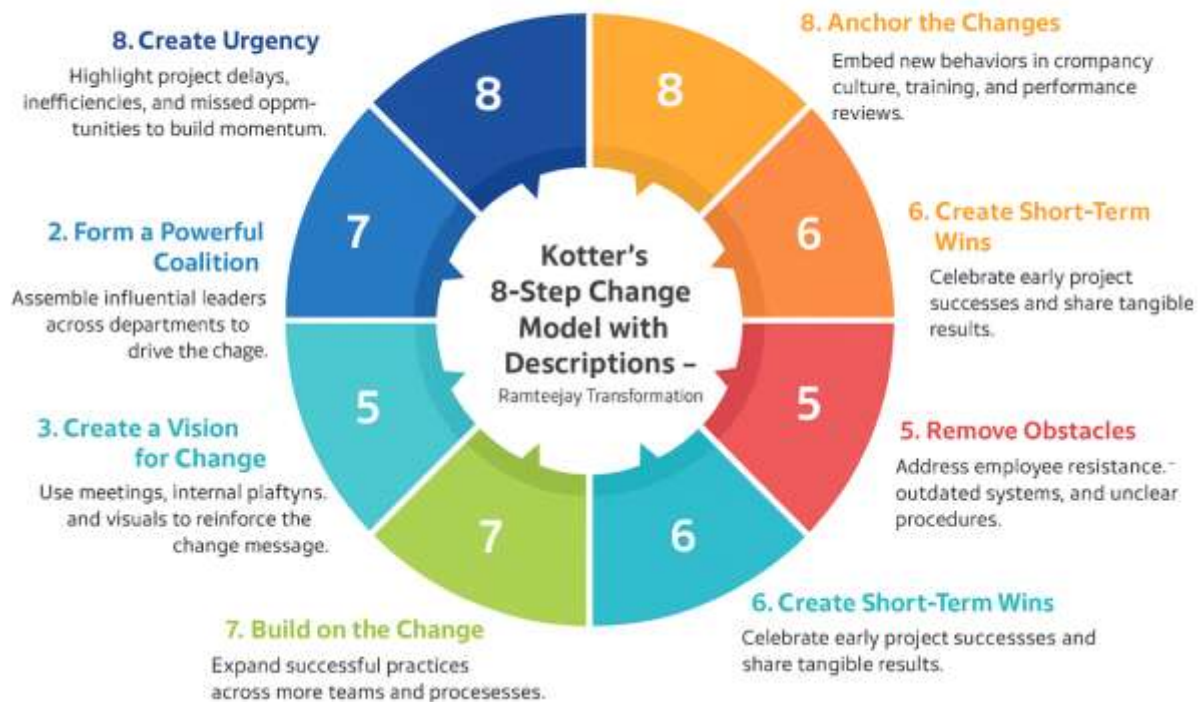 8. Create Urgency
Highlight project delays,
inefficiencies, and missed oppm-
tunities to build momentum.
2. Form a Powerful
Coalition
Assemble influential leaders
across departments to
drive the chage.
3. Create a Vision
for Change
Use meetings, internal plaftyns.
and visuals to reinforce the
change message.
7. Build on the Change
Expand successful practices
across more teams and procesesses.
8
8
7
6
5
5
7
6
Kotter's
8-Step Change
Model with
Descriptions –
Ramteejay Transformation
8. Anchor the Changes
Embed new behaviors in crompancy
culture, training, and performance
reviews.
6. Create Short-Term
Wins
Celebrate early project
successes and share tangible
results.
5. Remove Obstacles
Address employee resistance.-
outdated systems, and unclear
procedures.
6. Create Short-Term Wins
Celebrate early project successses and
share tangible results.